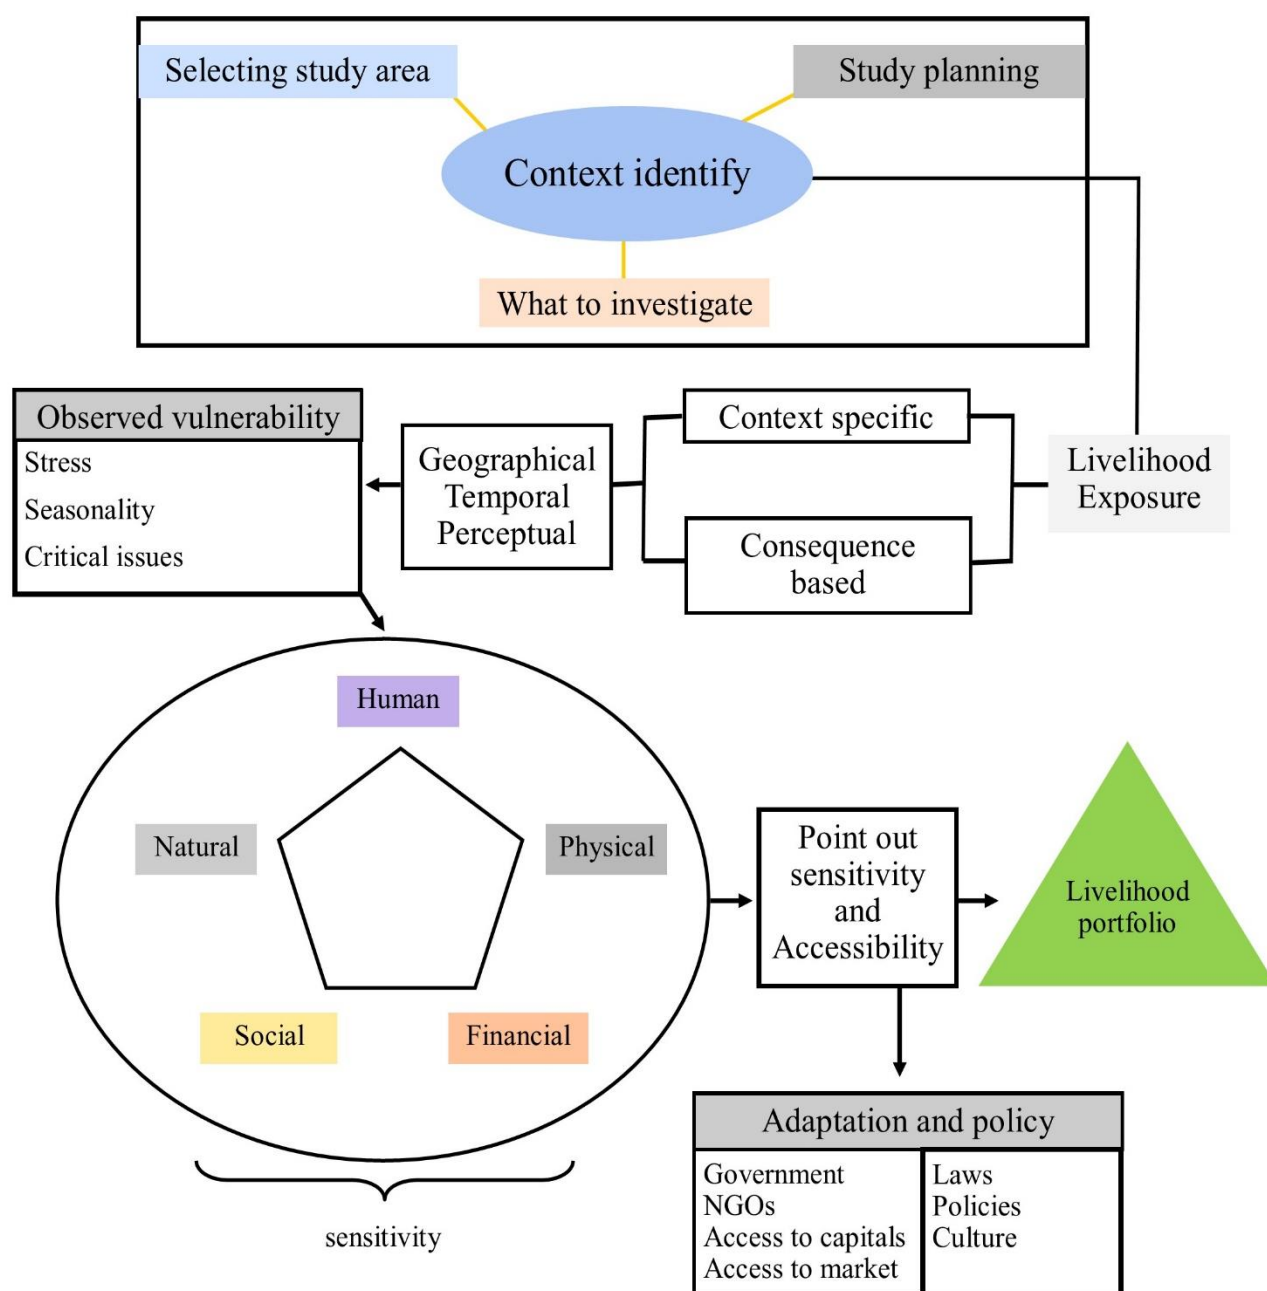 Selecting study area
Study planning
Context identify
What to investigate
Observed vulnerability
Stress
Seasonality
Critical issues
Geographical
Temporal
Perceptual
Context specific
Consequence
based
Livelihood
Exposure
Human
Natural
Physical
Social
Financial
sensitivity
Point out
sensitivity
and
Accessibility
Livelihood
portfolio
Adaptation and policy
Government
NGOs
Access to capitals
Access to market
Laws
Policies
Culture